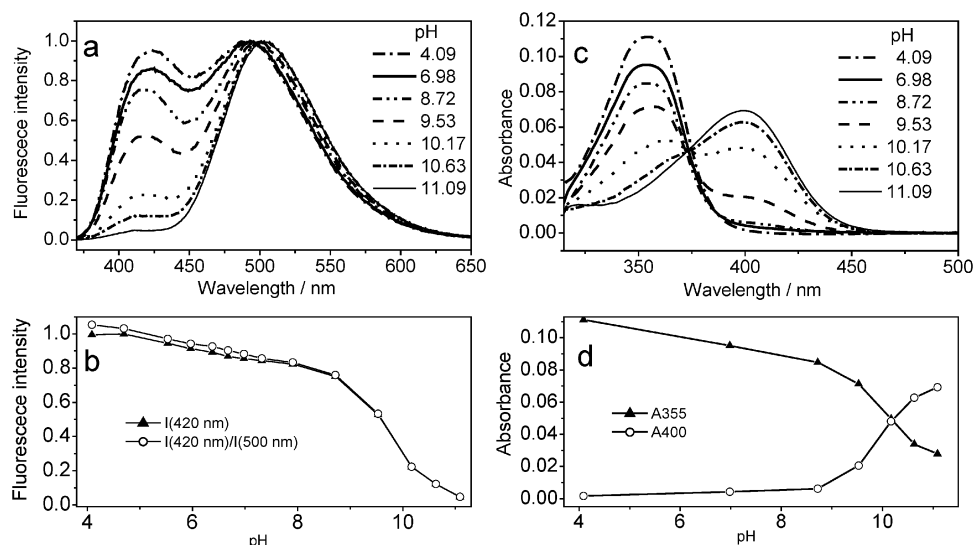 a
pH
4.09
6.98
8.72
9.53
10.17
10.63
11.09
Fluorescece intensity
1.0
0.8
0.6
0.4
0.2
0.0
400 450 500 550 600 650
Wavelength / nm
c
pH
4.09
6.98
8.72
9.53
10.17
10.63
11.09
Absorbance
0.12
0.10
0.08
0.06
0.04
0.02
0.00
350 400 450 500
Wavelength / nm
b
I(420 nm)
I(420 nm)/I(500 nm)
Fluorescece intensity
1.0
0.8
0.6
0.4
0.2
0.0
4 6 8 10
pH
d
A355
A400
Absorbance
0.10
0.08
0.06
0.04
0.02
0.00
4 6 8 10
pH